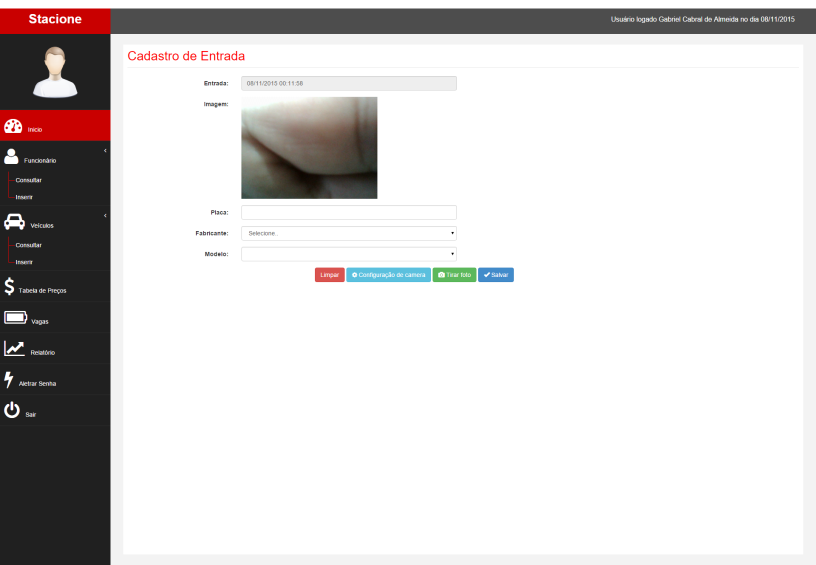 Stacione
Usuário logado Gabriel Cabral de Almeida no dia 08/11/2015
Cadastro de Entrada
Entrada: 08/11/2015 00:11:58
Imagem:
Placa:
Fabricante: Selecione..
Modelo:
Limpar Configuração de camera Tirar foto Salvar
Inicio
Funcionário
Consultar
Inserir
Veículos
Consultar
Inserir
Tabela de Preços
Vagas
Relatório
Aletrar Senha
Sair